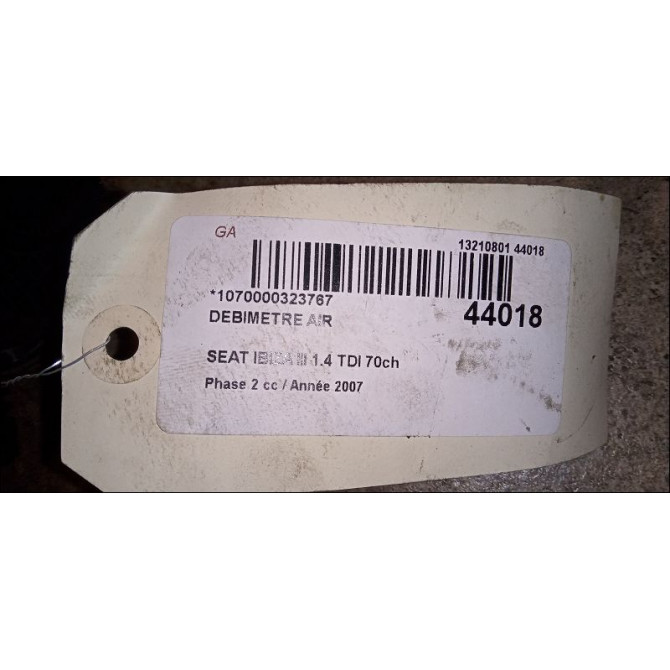 GA
13210801 44018
*1070000323767
44018
DEBIMETRE AIR
SEAT IBIZA III 1.4 TDI 70ch
Phase 2 cc / Année 2007